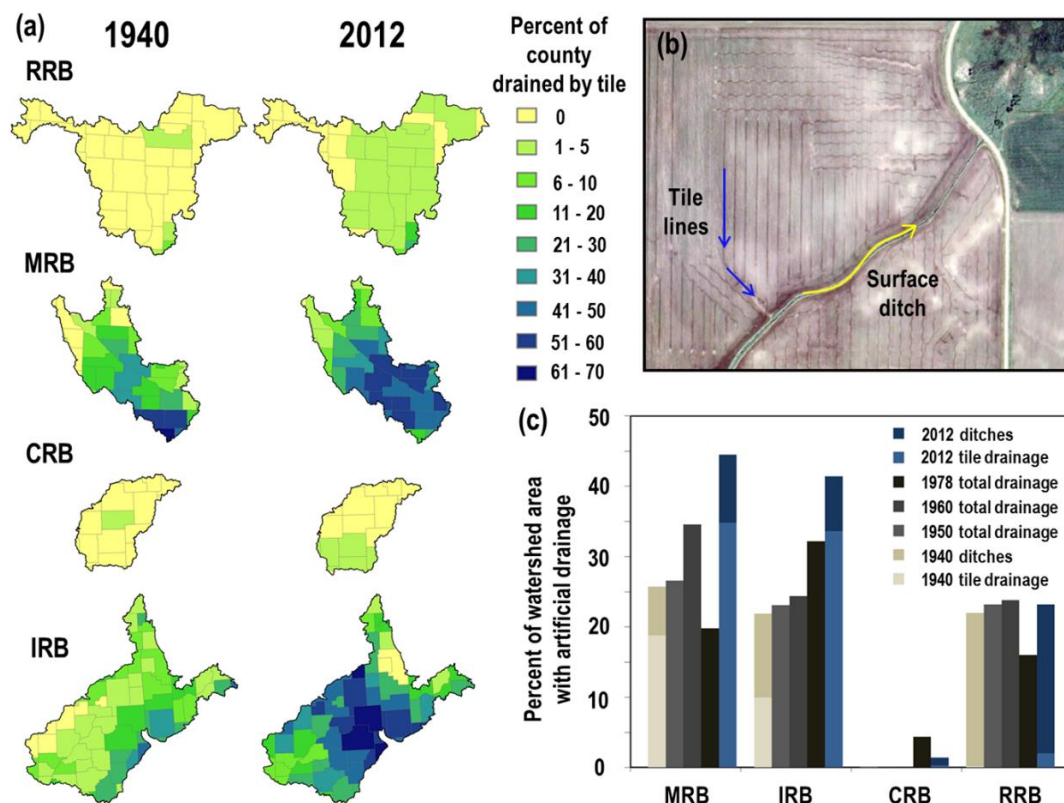 (a)
1940
2012
Percent of
county
drained by tile
0
1 - 5
6 - 10
11 - 20
21 - 30
31 - 40
41 - 50
51 - 60
61 - 70
RRB
MRB
CRB
IRB
(b)
Tile
lines
Surface
ditch
(c)
Percent of watershed area
with artificial drainage
50
40
30
20
10
0
2012 ditches
2012 tile drainage
1978 total drainage
1960 total drainage
1950 total drainage
1940 ditches
1940 tile drainage
MRB
IRB
CRB
RRB